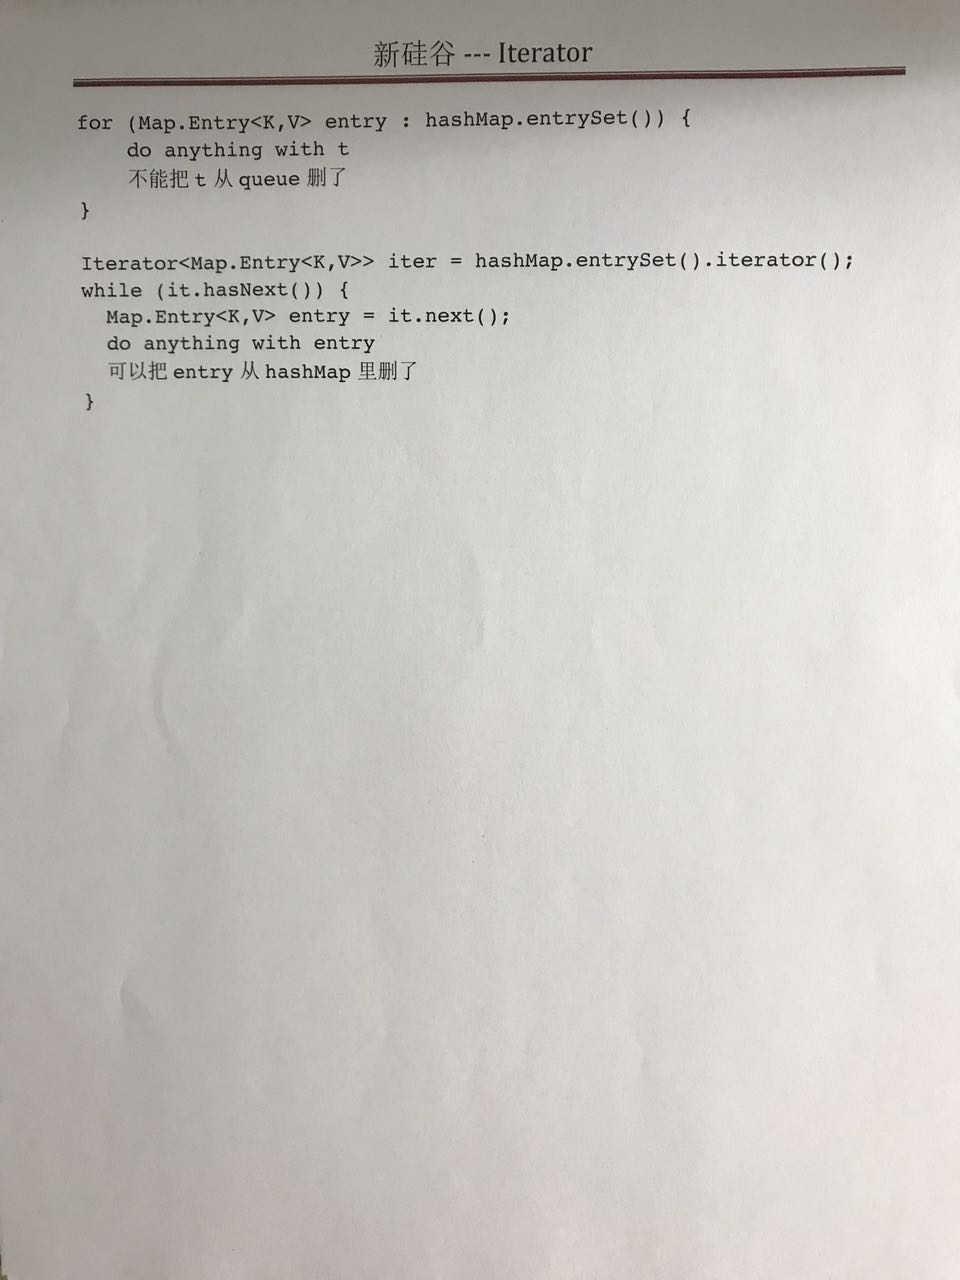 新硅谷 --- Iterator
for (Map.Entry<K,V> entry : hashMap.entrySet()) {
    do anything with t
    不能把 t 从 queue 删了
}
Iterator<Map.Entry<K,V>> iter = hashMap.entrySet().iterator();
while (it.hasNext()) {
  Map.Entry<K,V> entry = it.next();
  do anything with entry
  可以把 entry 从 hashMap 里删了
}